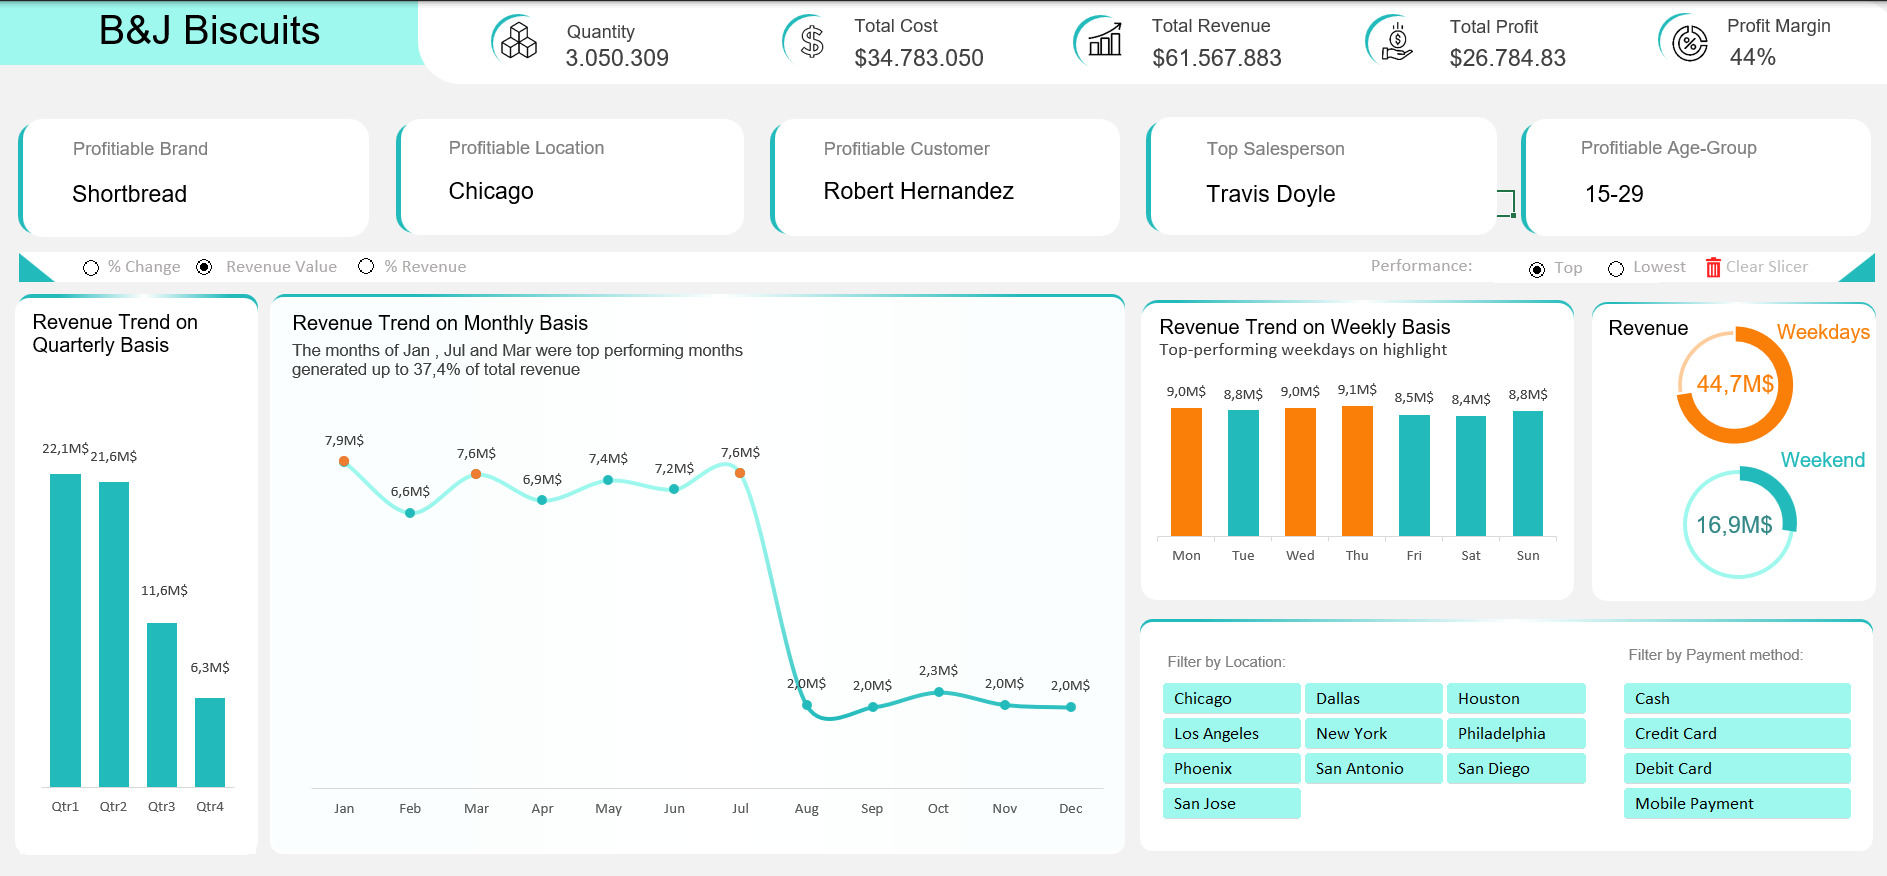 B&J Biscuits
Quantity
3.050.309
Total Cost
$34.783.050
Total Revenue
$61.567.883
Total Profit
$26.784.83
Profit Margin
44%
Profitiable Brand
Shortbread
Profitiable Location
Chicago
Profitiable Customer
Robert Hernandez
Top Salesperson
Travis Doyle
Profitiable Age-Group
15-29
% Change
Revenue Value
% Revenue
Performance:
Top
Lowest
Clear Slicer
Revenue Trend on
Quarterly Basis
22,1M$
21,6M$
11,6M$
6,3M$
Qtr1 Qtr2 Qtr3 Qtr4
Revenue Trend on Monthly Basis
The months of Jan , Jul and Mar were top performing months
generated up to 37,4% of total revenue
7,9M$ 6,6M$ 7,6M$ 6,9M$ 7,4M$ 7,2M$ 7,6M$ 2,0M$ 2,0M$ 2,3M$ 2,0M$ 2,0M$
Jan Feb Mar Apr May Jun Jul Aug Sep Oct Nov Dec
Revenue Trend on Weekly Basis
Top-performing weekdays on highlight
9,0M$ 8,8M$ 9,0M$ 9,1M$ 8,5M$ 8,4M$ 8,8M$
Mon Tue Wed Thu Fri Sat Sun
Revenue
Weekdays
44,7M$
Weekend
16,9M$
Filter by Location:
Chicago Dallas Houston
Los Angeles New York Philadelphia
Phoenix San Antonio San Diego
San Jose
Filter by Payment method:
Cash
Credit Card
Debit Card
Mobile Payment